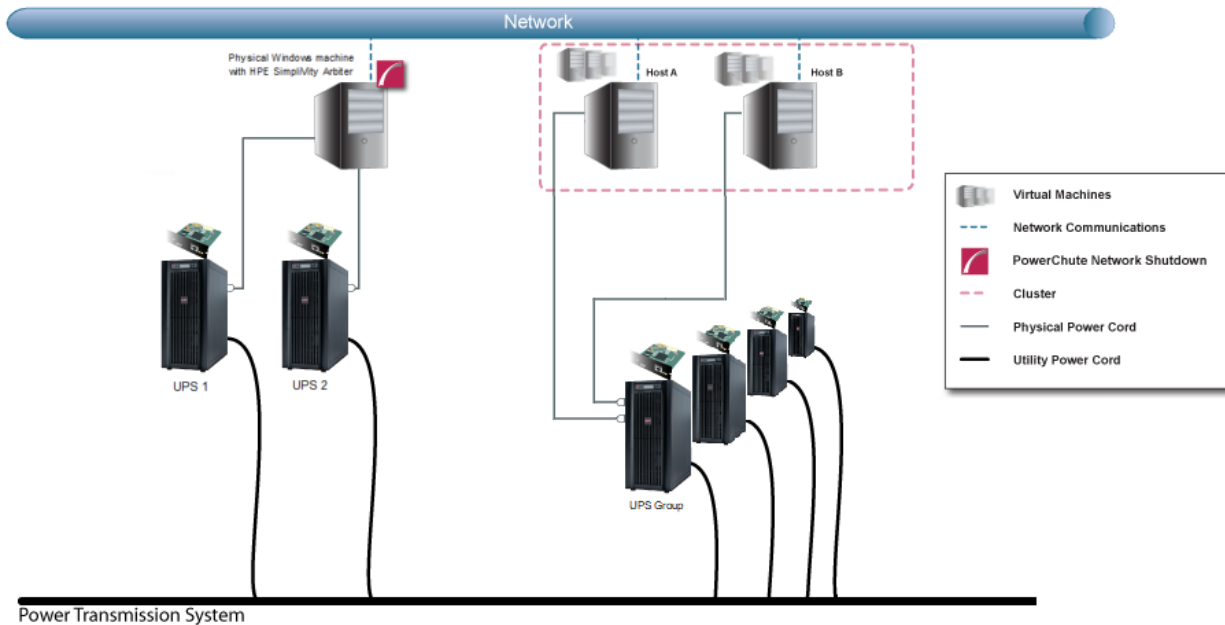 Network
Physical Windows machine
with HPE SimpliVity Arbiter
Host A
Host B
Virtual Machines
Network Communications
PowerChute Network Shutdown
Cluster
Physical Power Cord
Utility Power Cord
UPS 1
UPS 2
UPS Group
Power Transmission System